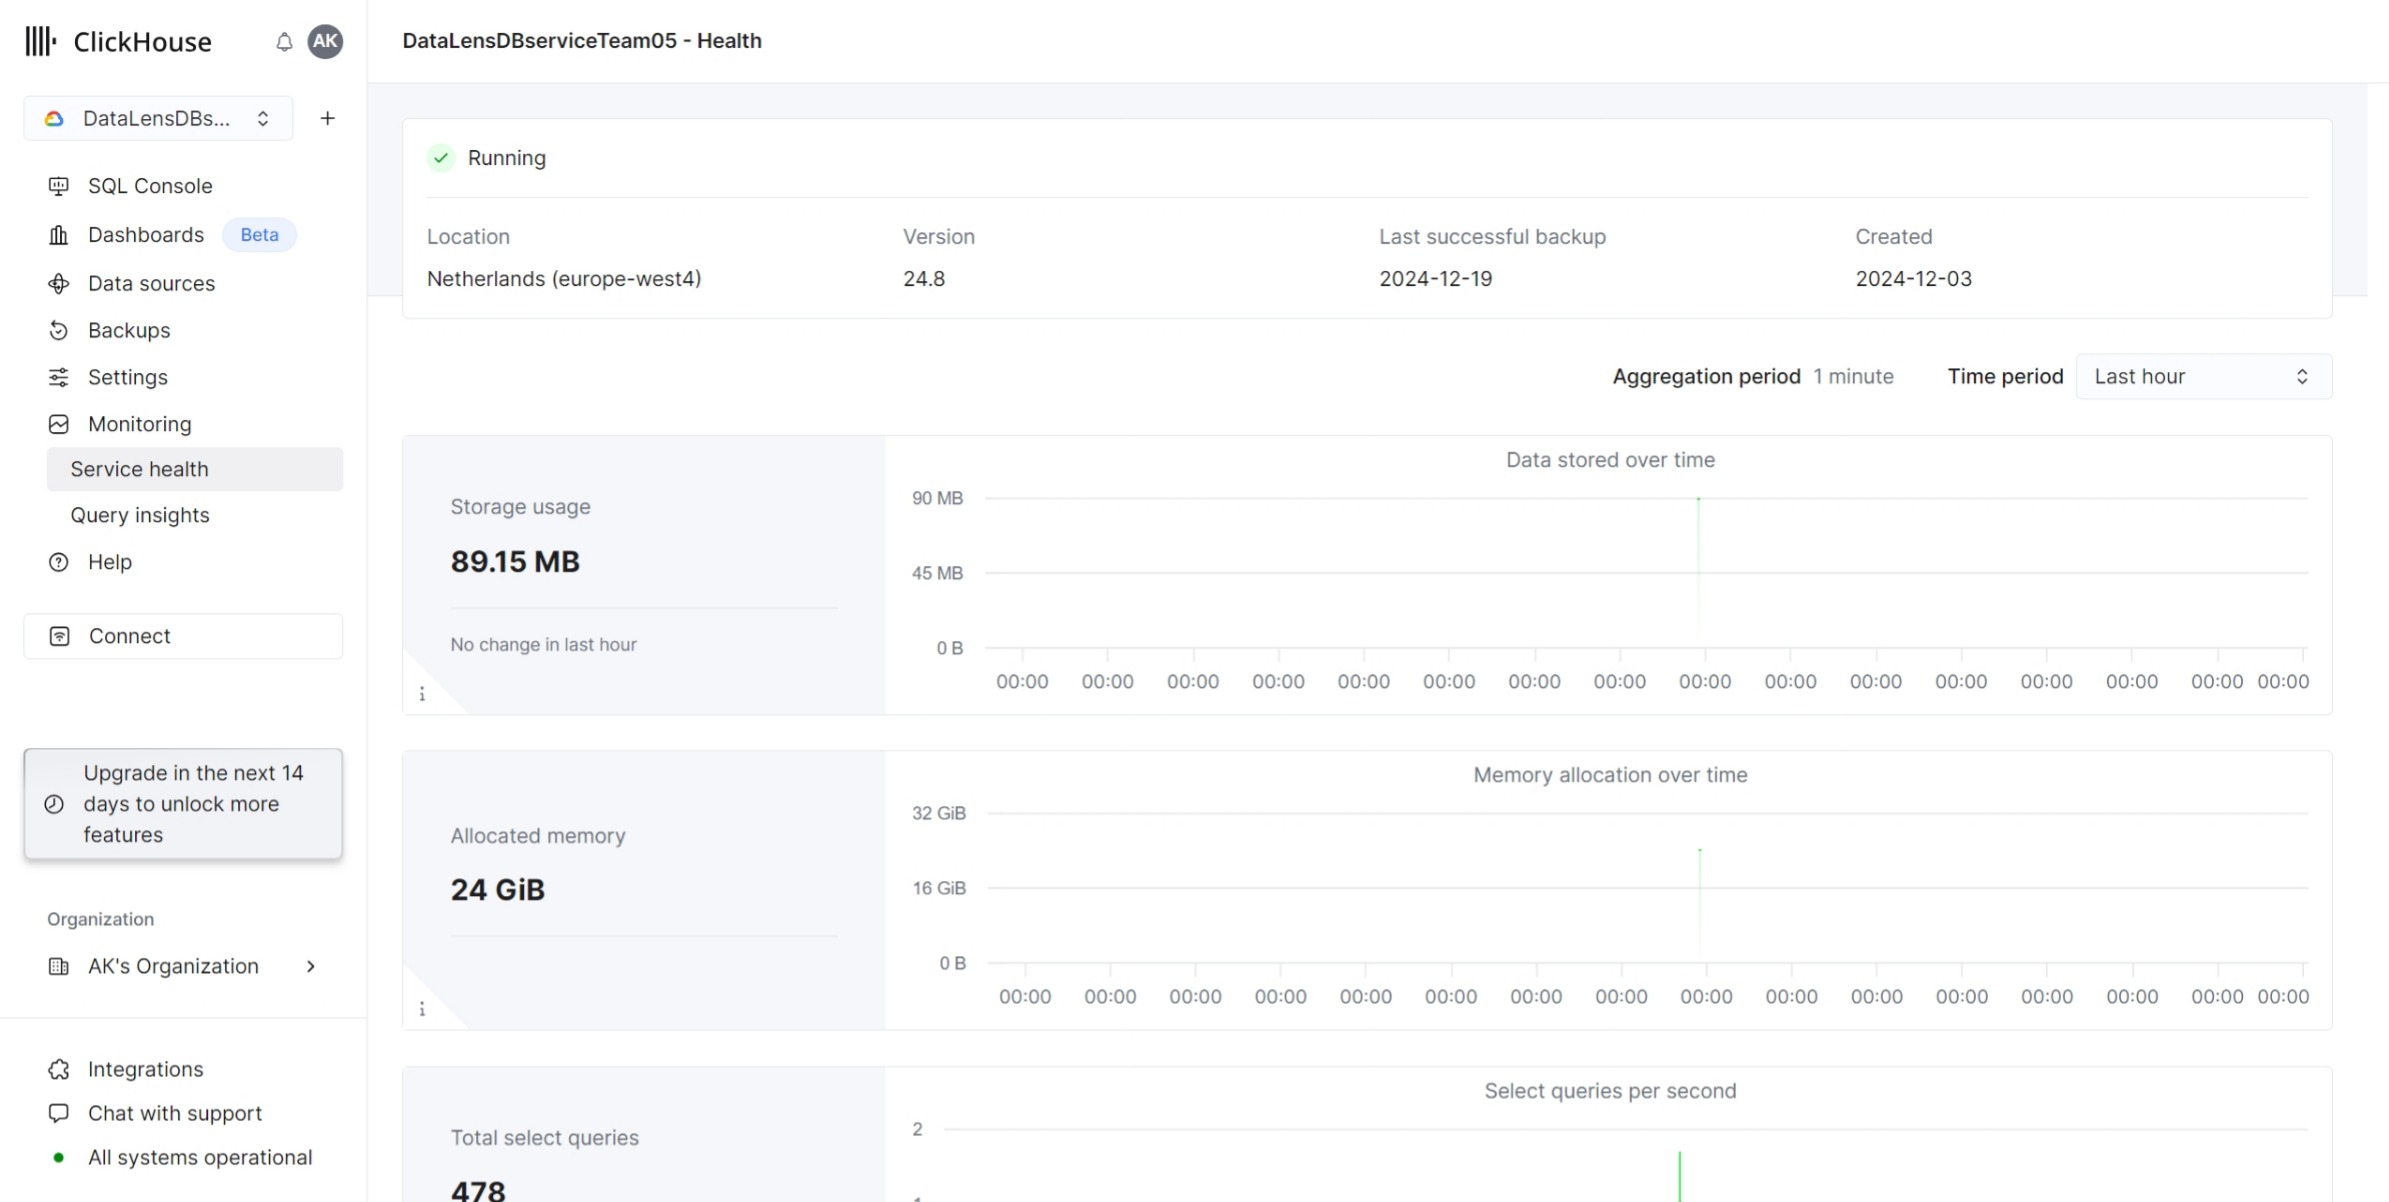 ClickHouse
AK
DataLensDBserviceTeam05 - Health
DataLensDBs...
+
SQL Console
Dashboards Beta
Data sources
Backups
Settings
Monitoring
Service health
Query insights
Help
Connect
Upgrade in the next 14
days to unlock more
features
Organization
AK's Organization
Integrations
Chat with support
All systems operational
Running
Location Version Last successful backup Created
Netherlands (europe-west4) 24.8 2024-12-19 2024-12-03
Aggregation period 1 minute Time period Last hour
Storage usage
89.15 MB
No change in last hour
i
Data stored over time
90 MB
45 MB
0 B
00:00 00:00 00:00 00:00 00:00 00:00 00:00 00:00 00:00 00:00 00:00 00:00 00:00 00:00 00:00 00:00
Allocated memory
24 GiB
i
Memory allocation over time
32 GiB
16 GiB
0 B
00:00 00:00 00:00 00:00 00:00 00:00 00:00 00:00 00:00 00:00 00:00 00:00 00:00 00:00 00:00 00:00
Total select queries
478
Select queries per second
2